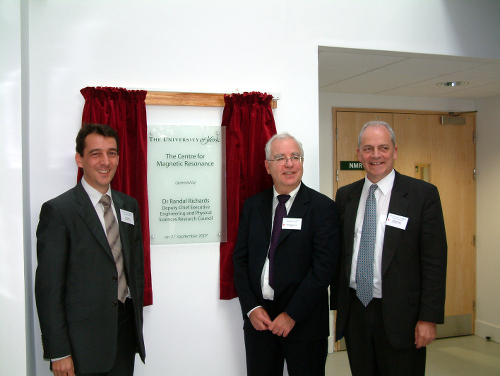 THE UNIVERSITY of York
The Centre for
Magnetic Resonance
opened by
Dr Randal Richards
Deputy Chief Executive
Engineering and Physical
Sciences Research Council
September 2007
NMR